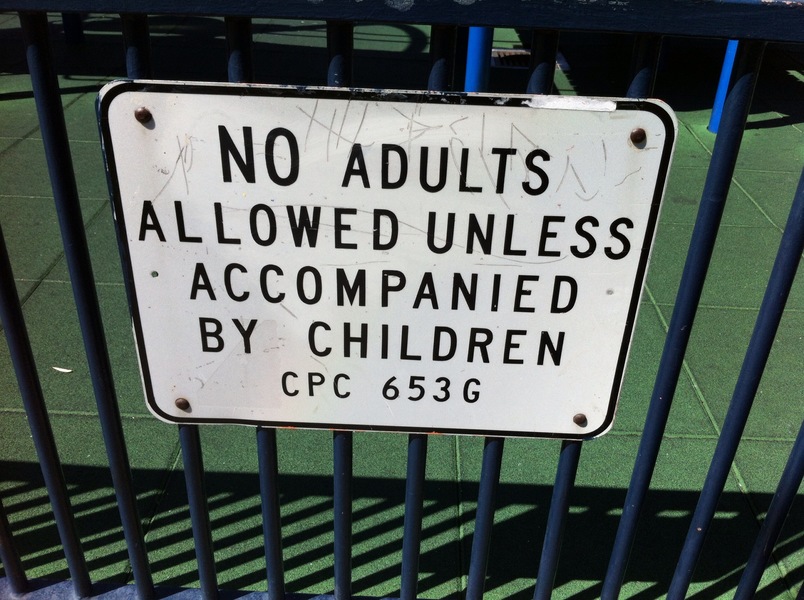 NO ADULTS
ALLOWED UNLESS
ACCOMPANIED
BY CHILDREN
CPC 653G